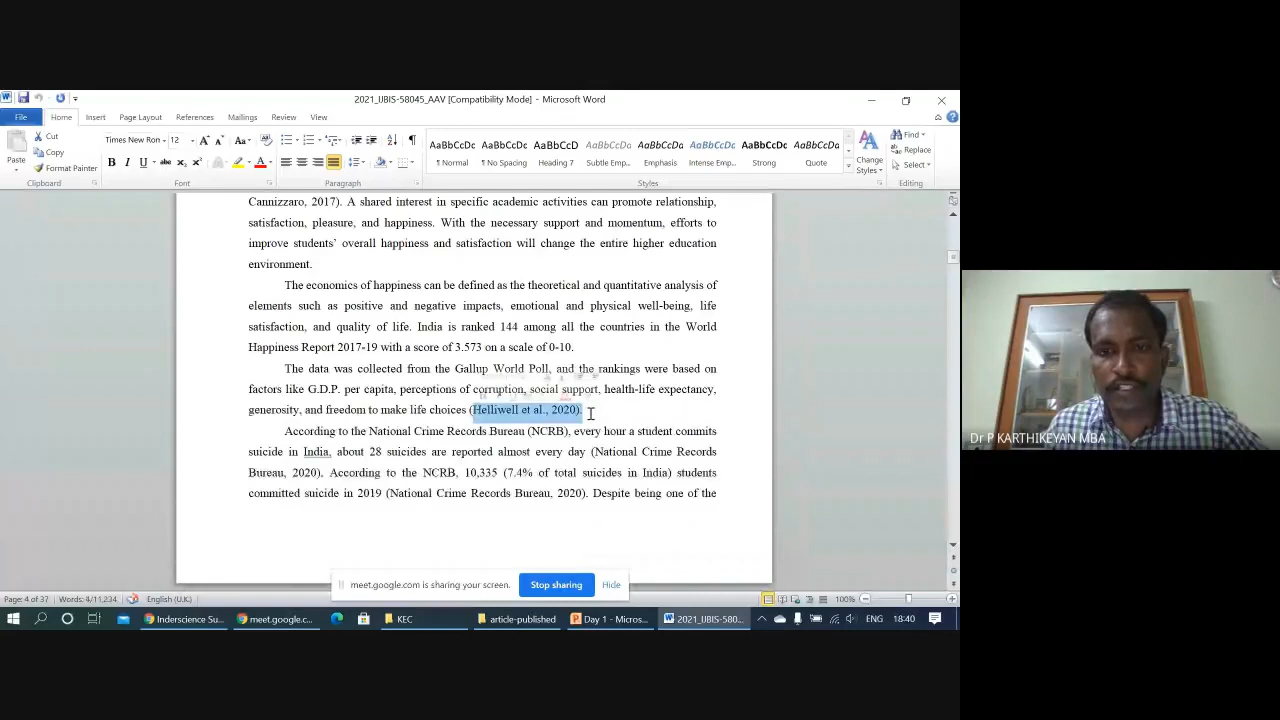 2021_IJBIS-58045_AAV [Compatibility Mode] - Microsoft Word
File Home Insert Page Layout References Mailings Review View
Paste Cut Copy Format Painter Clipboard
Times New Ron 12 Font
Paragraph
AaBbCcDc AaBbCcDc AaBbCcD AaBbCcDc AaBbCcDc AaBbCcDc AaBbCcDc AaBbCcDc
¶ Normal ¶ No Spacing Heading 7 Subtle Emp... Emphasis Intense Emp... Strong Quote
Styles
Change Styles
Find Replace Select Editing
Cannizzaro, 2017). A shared interest in specific academic activities can promote relationship,
satisfaction, pleasure, and happiness. With the necessary support and momentum, efforts to
improve students’ overall happiness and satisfaction will change the entire higher education
environment.
The economics of happiness can be defined as the theoretical and quantitative analysis of
elements such as positive and negative impacts, emotional and physical well-being, life
satisfaction, and quality of life. India is ranked 144 among all the countries in the World
Happiness Report 2017-19 with a score of 3.573 on a scale of 0-10.
The data was collected from the Gallup World Poll, and the rankings were based on
factors like G.D.P. per capita, perceptions of corruption, social support, health-life expectancy,
generosity, and freedom to make life choices (Helliwell et al., 2020).
According to the National Crime Records Bureau (NCRB), every hour a student commits
suicide in India, about 28 suicides are reported almost every day (National Crime Records
Bureau, 2020). According to the NCRB, 10,335 (7.4% of total suicides in India) students
committed suicide in 2019 (National Crime Records Bureau, 2020). Despite being one of the
meet.google.com is sharing your screen. Stop sharing Hide
Page: 4 of 37 Words: 4/11,234 English (U.K.) 100%
Inderscience Su... meet.google.c... KEC article-published Day 1 - Micros... 2021_IJBIS-580... ENG 18:40
Dr P KARTHIKEYAN MBA